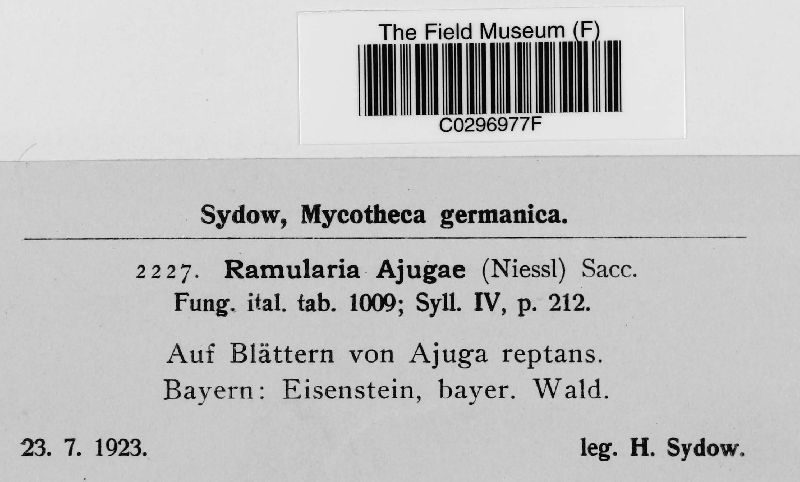 The Field Museum (F)
C0296977F
Sydow, Mycotheca germanica.
2227. Ramularia Ajugae (Niessl) Sacc.
Fung. ital. tab. 1009; Syll. IV, p. 212.
Auf Blättern von Ajuga reptans.
Bayern: Eisenstein, bayer. Wald.
23. 7. 1923. leg. H. Sydow.